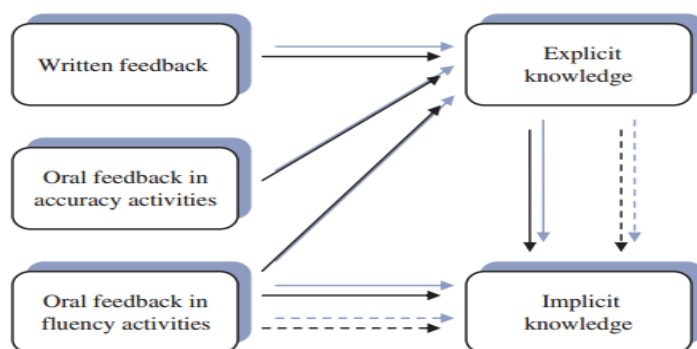 Written feedback
Explicit
knowledge
Oral feedback in
accuracy activities
Oral feedback in
fluency activities
Implicit
knowledge